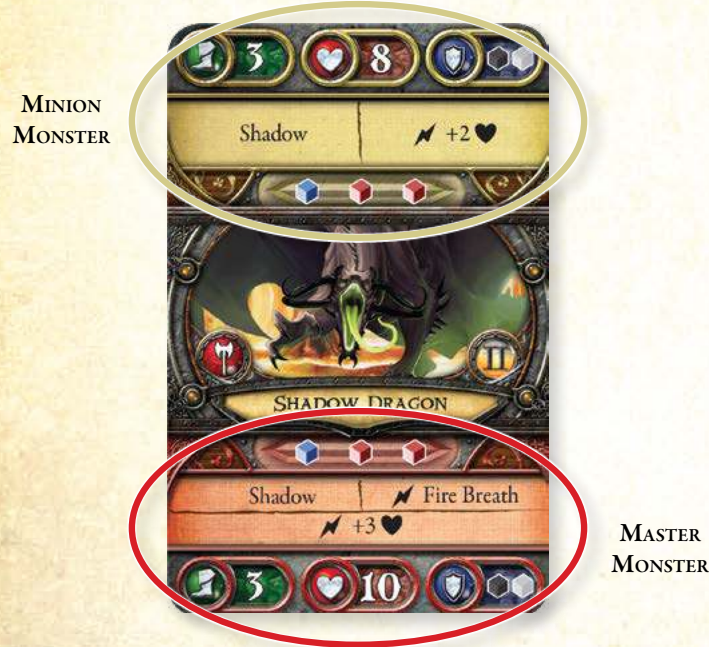 3 8
MINION
MONSTER
Shadow +2
II
SHADOW DRAGON
Shadow Fire Breath
+3
MASTER
MONSTER
3 10